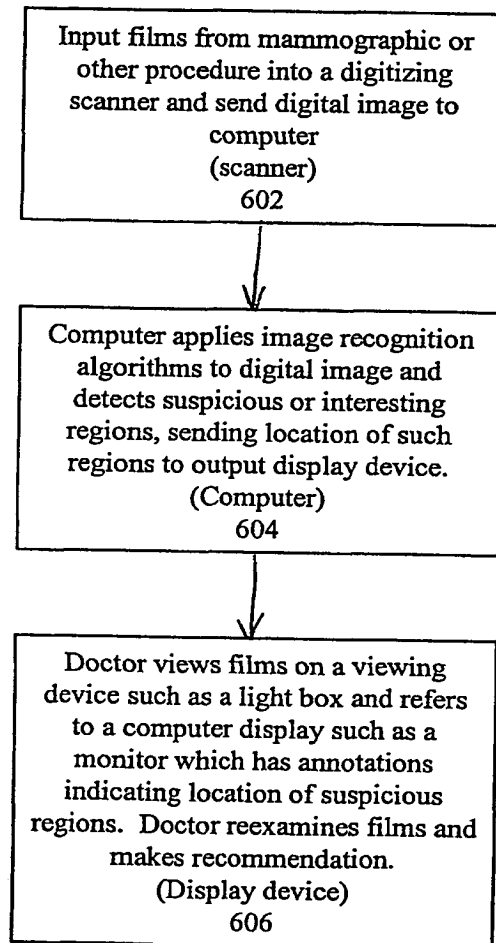 Input films from mammographic or
other procedure into a digitizing
scanner and send digital image to
computer
(scanner)
602
Computer applies image recognition
algorithms to digital image and
detects suspicious or interesting
regions, sending location of such
regions to output display device.
(Computer)
604
Doctor views films on a viewing
device such as a light box and refers
to a computer display such as a
monitor which has annotations
indicating location of suspicious
regions. Doctor reexamines films and
makes recommendation.
(Display device)
606